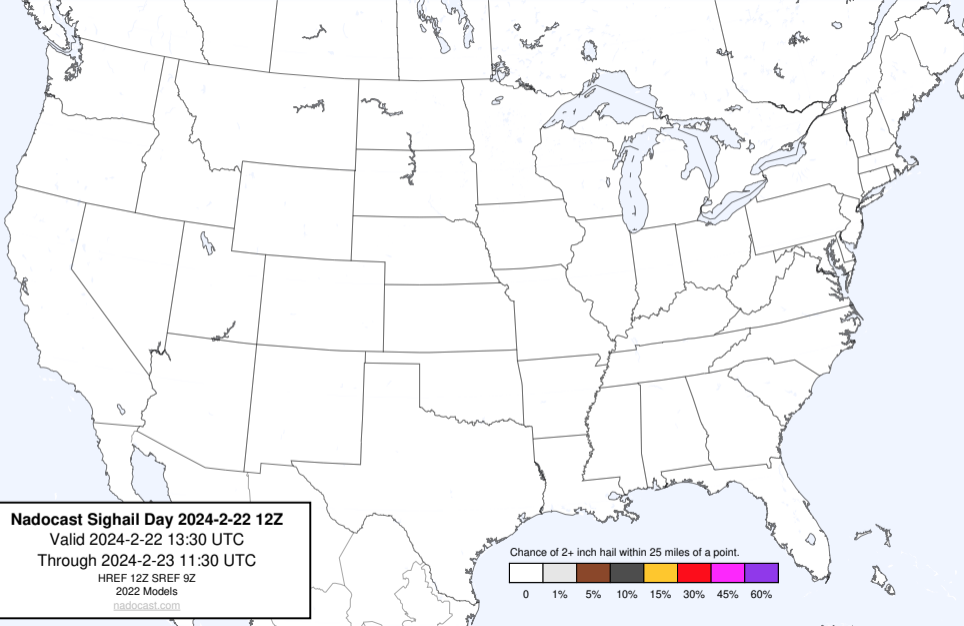 Nadocast Sighail Day 2024-2-22 12Z
Valid 2024-2-22 13:30 UTC
Through 2024-2-23 11:30 UTC
HREF 12Z SREF 9Z
2022 Models
nadocast.com
Chance of 2+ inch hail within 25 miles of a point.
0 1% 5% 10% 15% 30% 45% 60%